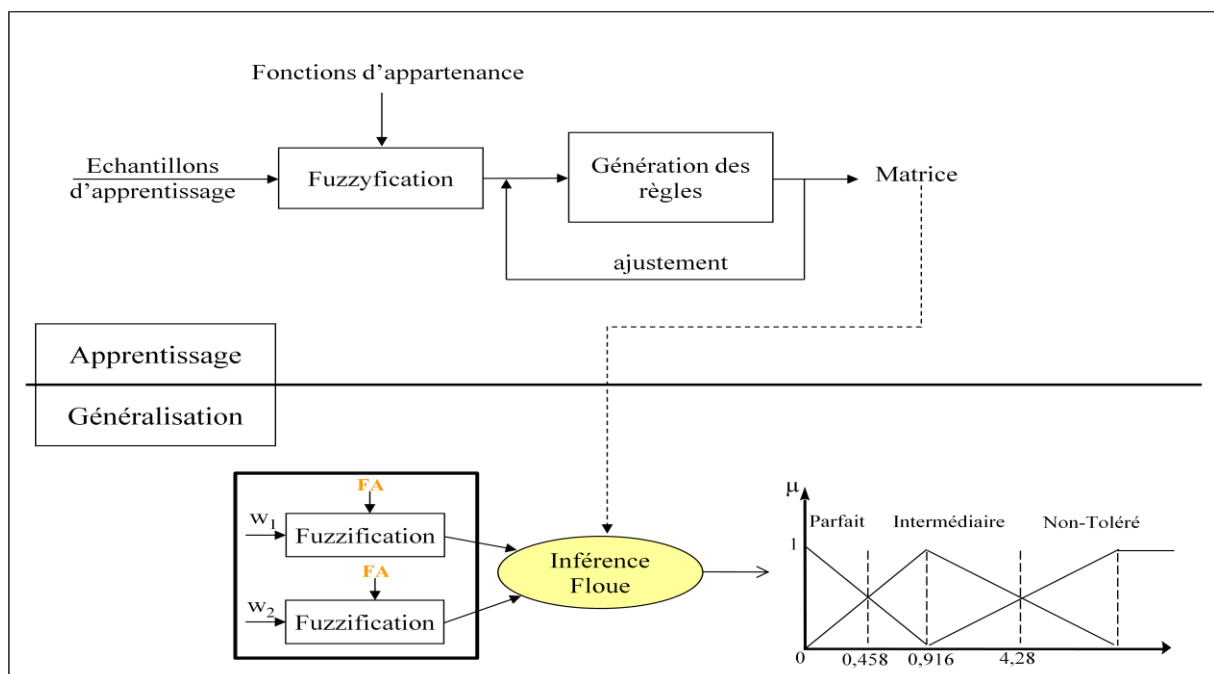 Fonctions d'appartenance
Echantillons
d'apprentissage
Fuzzyfication
Génération des
règles
Matrice
ajustement
Apprentissage
Généralisation
FA
W1
Fuzzification
FA
W2
Fuzzification
Inférence
Floue
μ
Parfait
Intermédiaire
Non-Toléré
1
0
0,458
0,916
4,28